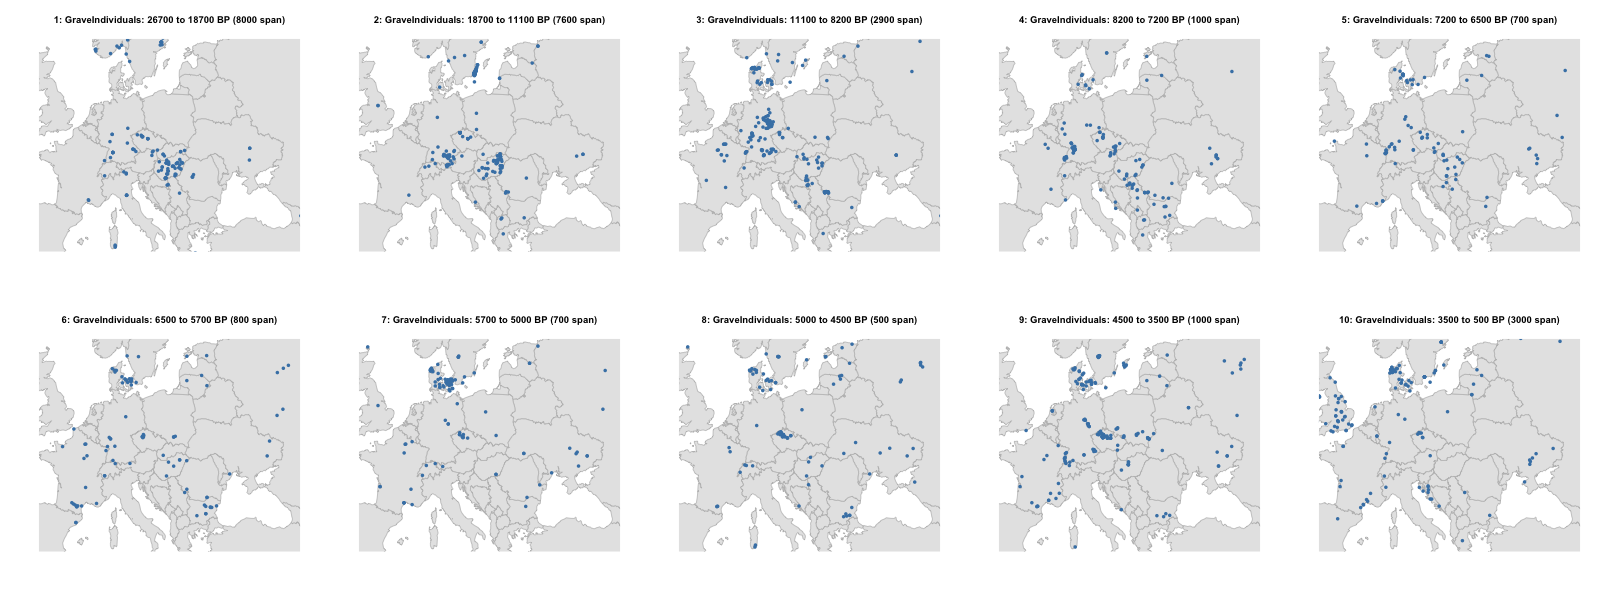 1: GraveIndividuals: 26700 to 18700 BP (8000 span)
2: GraveIndividuals: 18700 to 11100 BP (7600 span)
3: GraveIndividuals: 11100 to 8200 BP (2900 span)
4: GraveIndividuals: 8200 to 7200 BP (1000 span)
5: GraveIndividuals: 7200 to 6500 BP (700 span)
6: GraveIndividuals: 6500 to 5700 BP (800 span)
7: GraveIndividuals: 5700 to 5000 BP (700 span)
8: GraveIndividuals: 5000 to 4500 BP (500 span)
9: GraveIndividuals: 4500 to 3500 BP (1000 span)
10: GraveIndividuals: 3500 to 500 BP (3000 span)